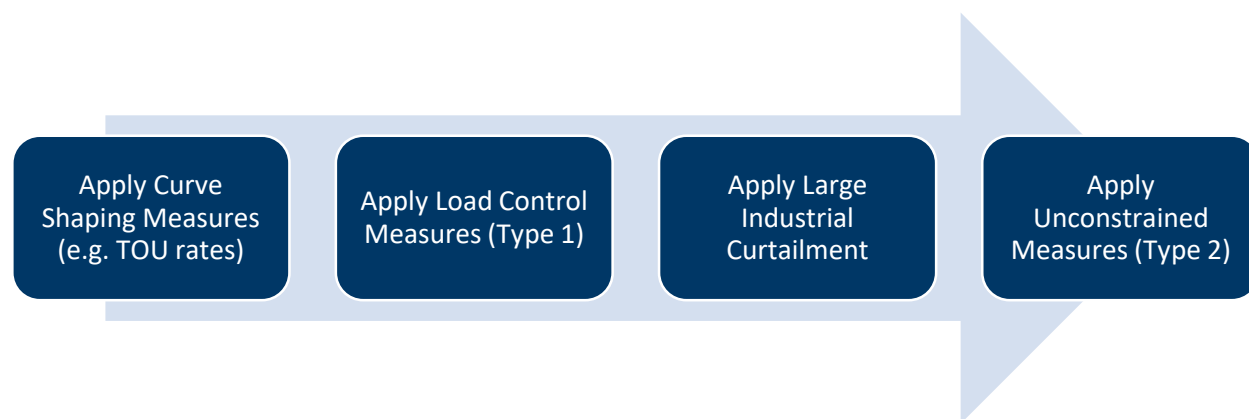 Apply Curve
Shaping Measures
(e.g. TOU rates)
Apply Load Control
Measures (Type 1)
Apply Large
Industrial
Curtailment
Apply
Unconstrained
Measures (Type 2)